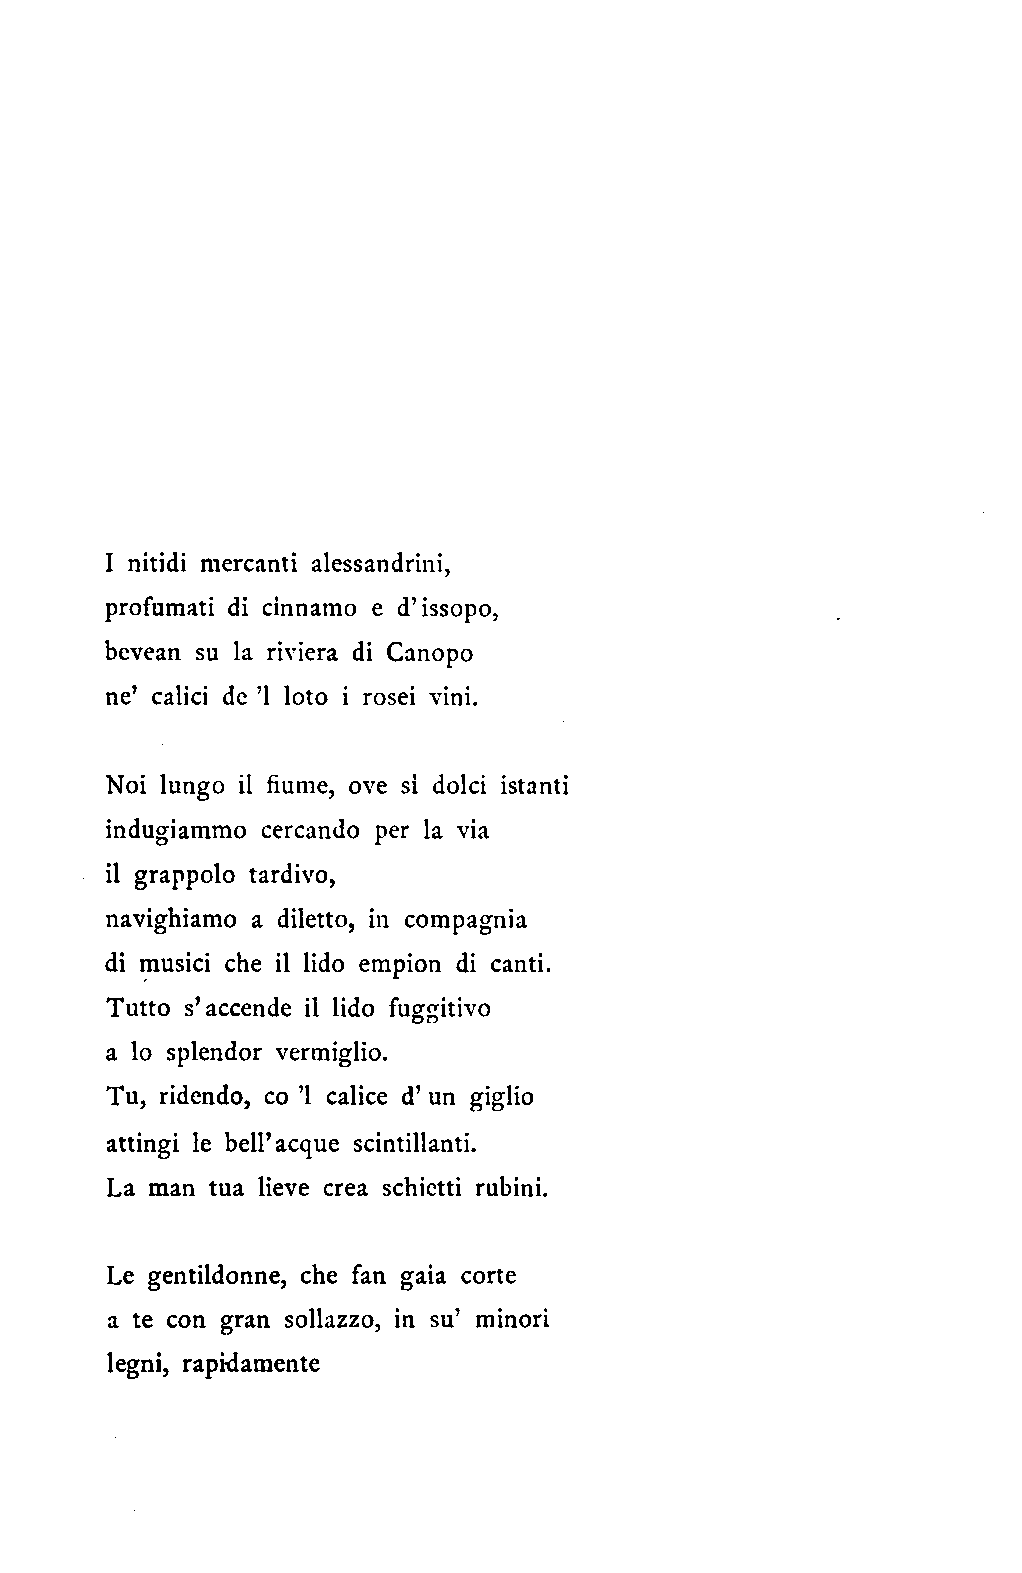 I nitidi mercanti alessandrini,
profumati di cinnamo e d' issopo,
bevean su la riviera di Canopo
ne' calici de 'l loto i rosei vini.

Noi lungo il fiume, ove sì dolci istanti
indugiammo cercando per la via
il grappolo tardivo,
navighiamo a diletto, in compagnia
di musici che il lido empion di canti.
Tutto s' accende il lido fuggitivo
a lo splendor vermiglio.
Tu, ridendo, co 'l calice d' un giglio
attingi le bell' acque scintillanti.
La man tua lieve crea schietti rubini.

Le gentildonne, che fan gaia corte
a te con gran sollazzo, in su' minori
legni, rapidamente